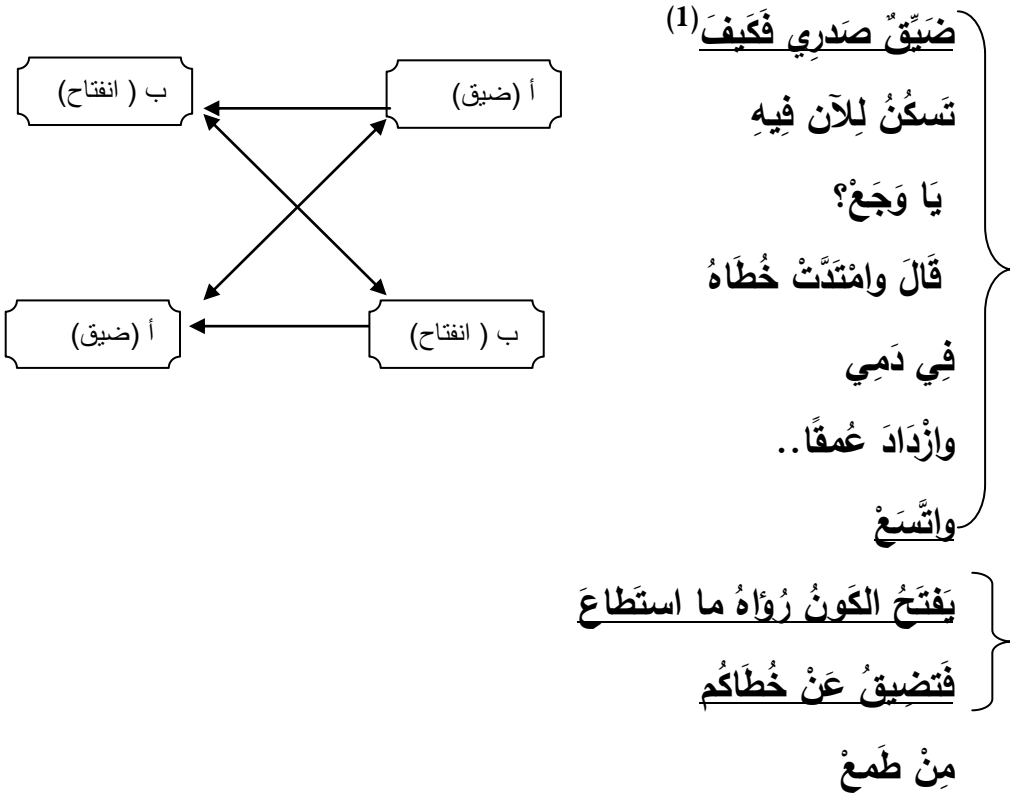 ضَيِّقٌ صَدرِي فَكَيفَ(1)
تَسكُنُ لِلآن فِيهِ
يَا وَجَعْ؟
قَالَ وامْتَدَّتْ خُطَاهُ
فِي دَمِي
وازْدَادَ عُمقًا..
واتَّسَعْ
يَفتَحُ الكَونُ رُؤاهُ ما استَطاعَ
فَتَضِيقُ عَنْ خُطَاكُم
مِنْ طَمعْ
أ (ضيق)
ب ( انفتاح)
ب ( انفتاح)
أ (ضيق)